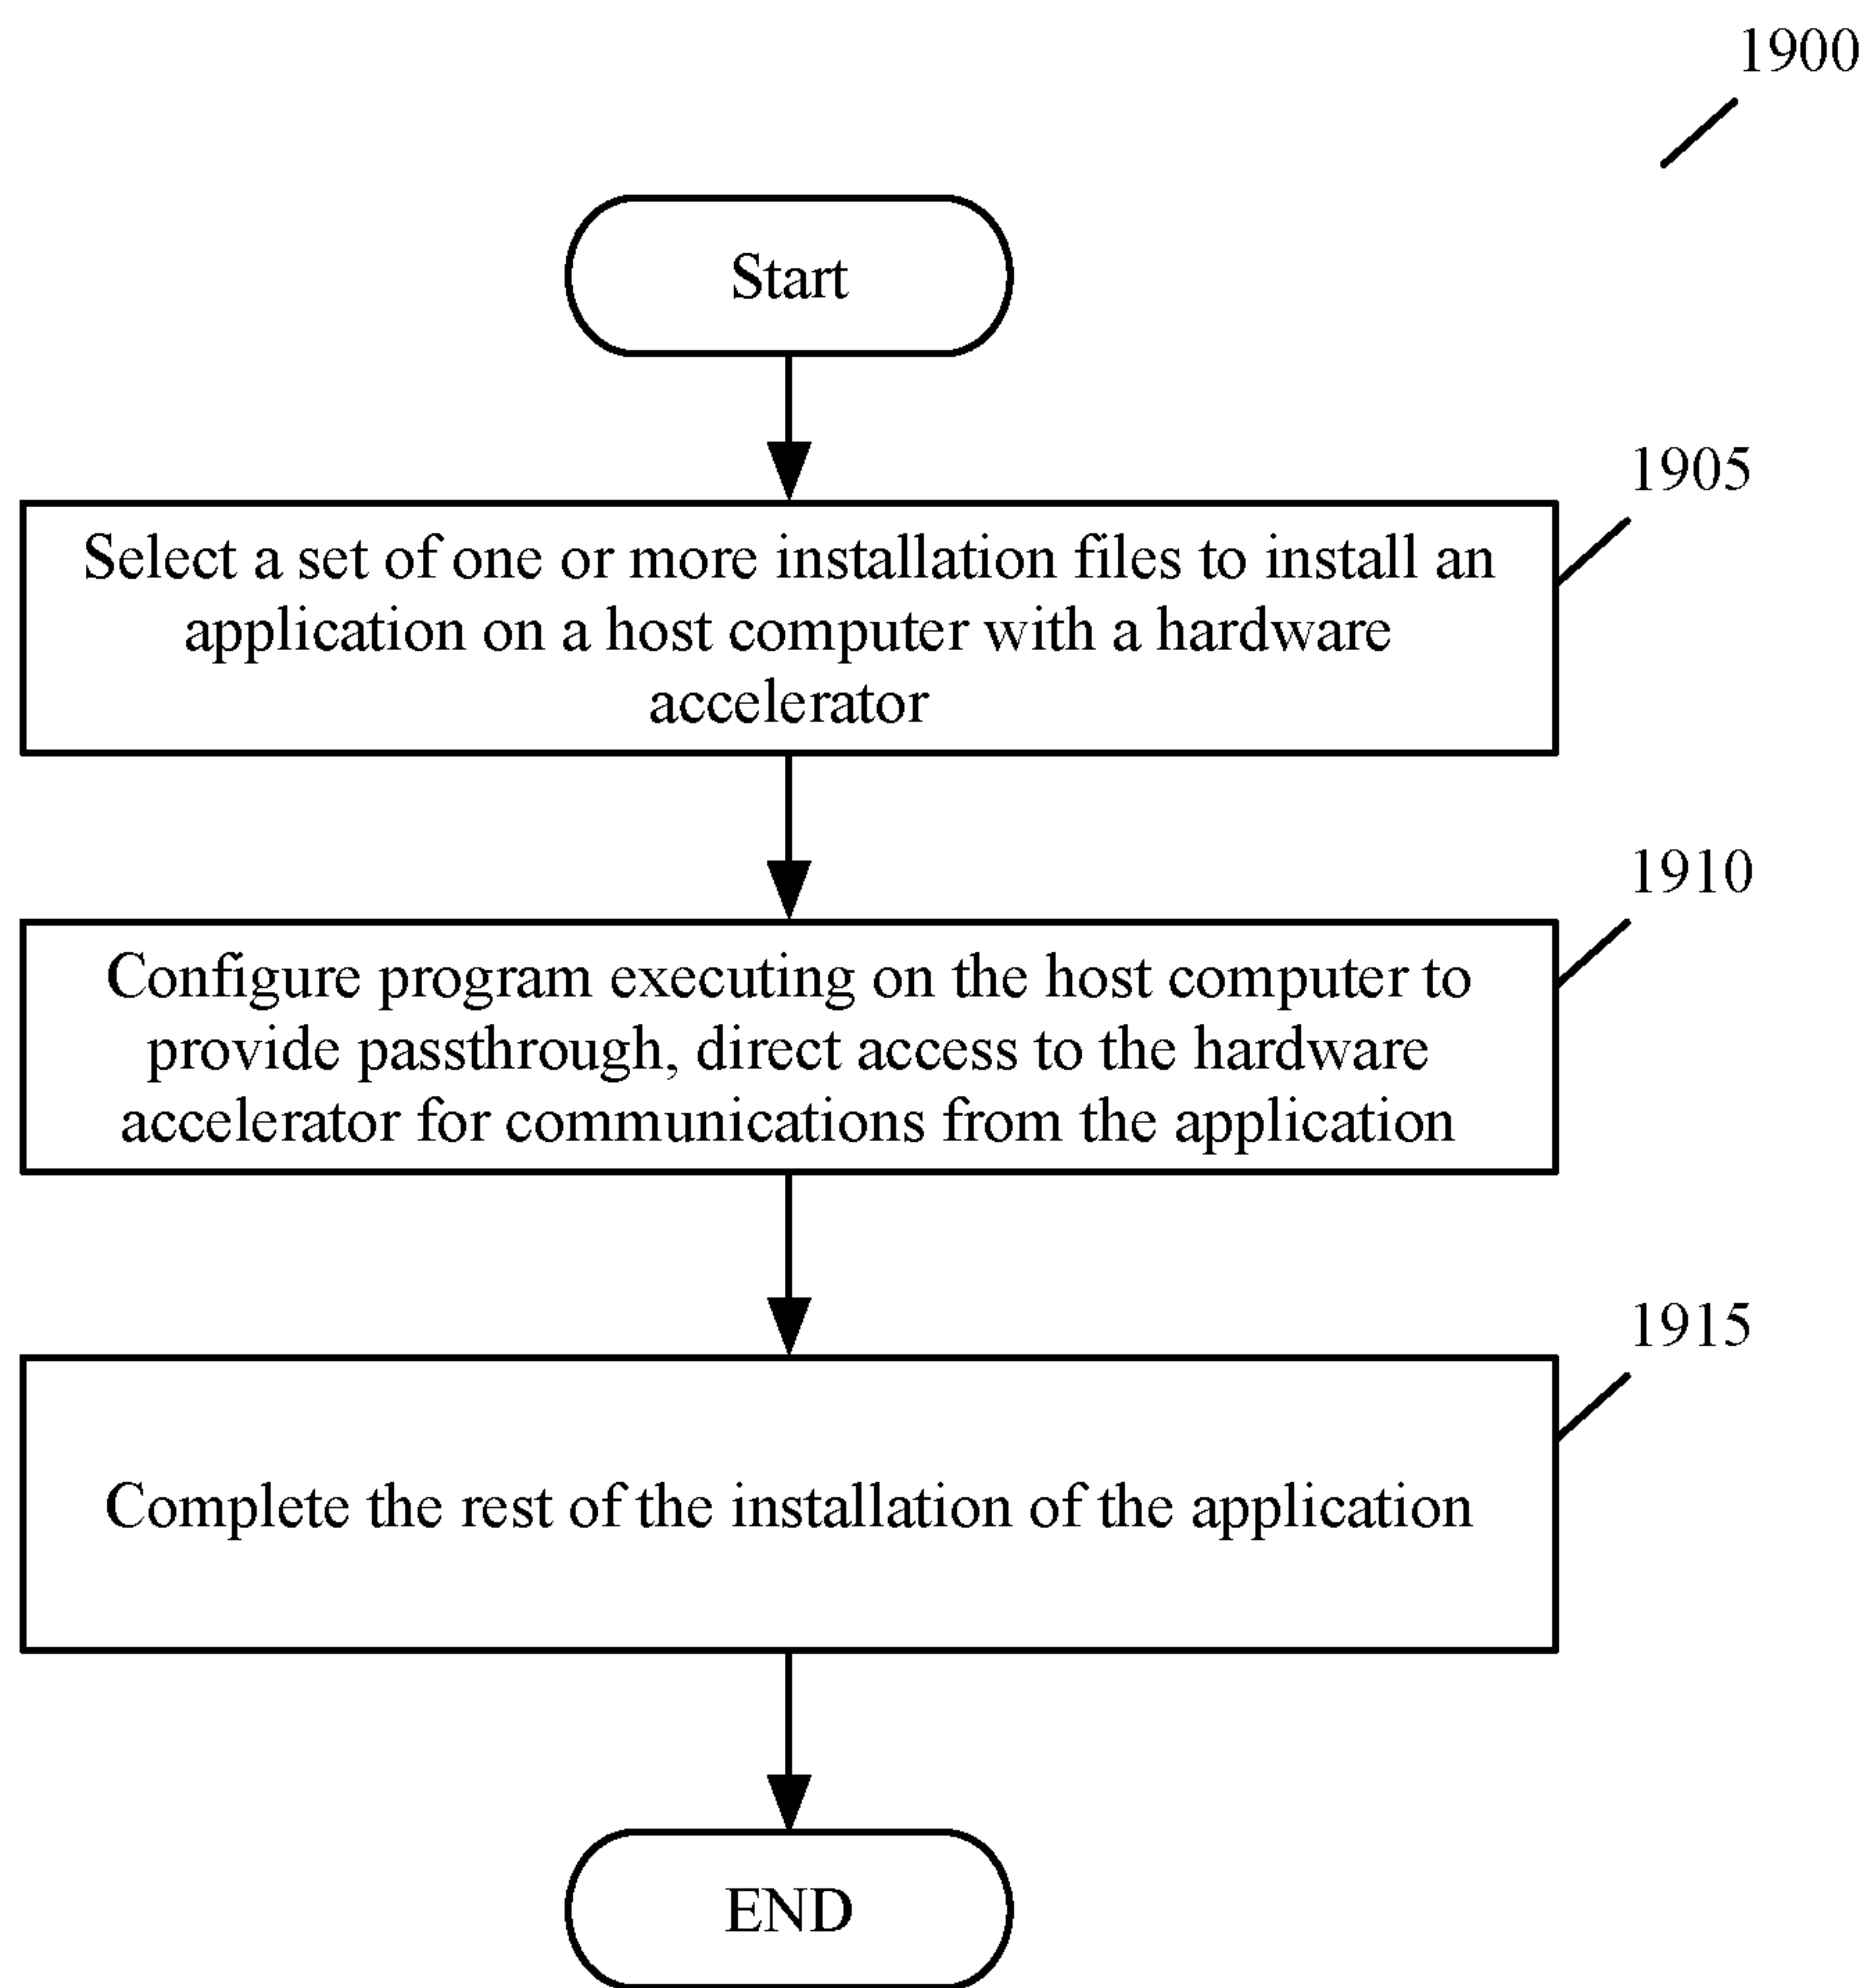 1900
Start
1905
Select a set of one or more installation files to install an
application on a host computer with a hardware
accelerator
1910
Configure program executing on the host computer to
provide passthrough, direct access to the hardware
accelerator for communications from the application
1915
Complete the rest of the installation of the application
END